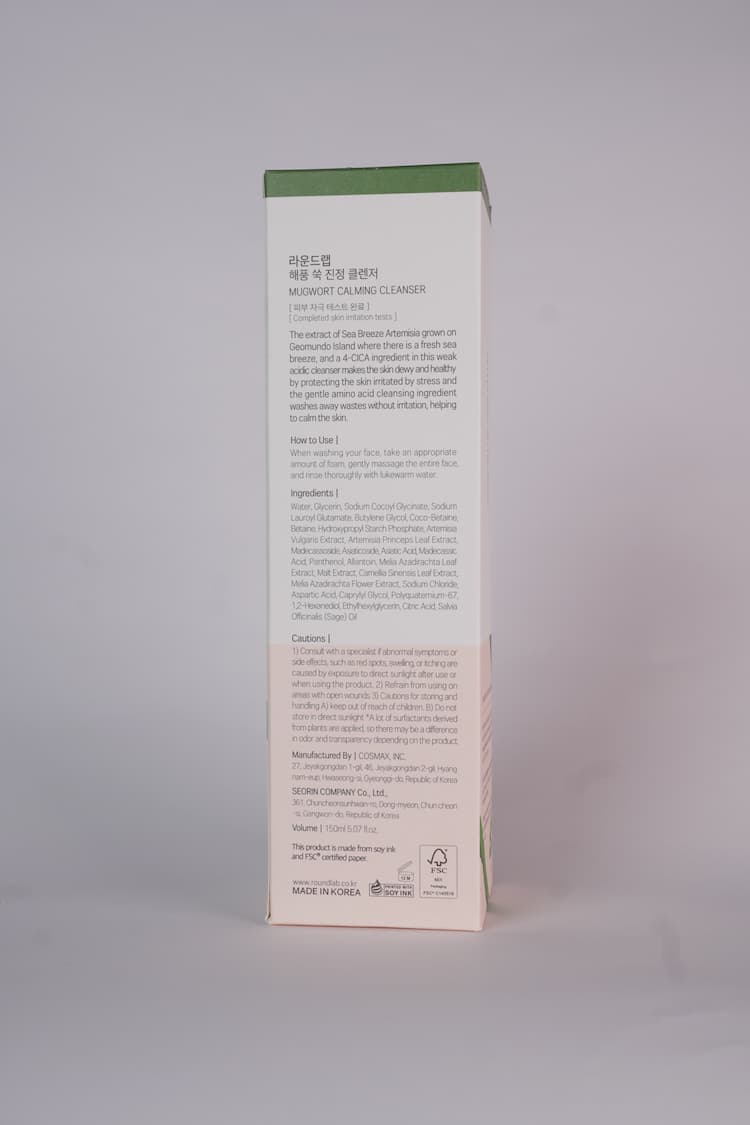 라운드랩
해풍 쑥 진정 클렌저
MUGWORT CALMING CLEANSER
[ 피부 자극 테스트 완료 ]
[ Completed skin irritation tests ]
The extract of Sea Breeze Artemisia grown on
Geomundo Island where there is a fresh sea
breeze, and a 4-CICA ingredient in this weak
acidic cleanser makes the skin dewy and healthy
by protecting the skin irritated by stress and
the gentle amino acid cleansing ingredient
washes away wastes without irritation, helping
to calm the skin.
How to Use |
When washing your face, take an appropriate
amount of foam, gently massage the entire face,
and rinse thoroughly with lukewarm water.
Ingredients |
Water, Glycerin, Sodium Cocoyl Glycinate, Sodium
Lauroyl Glutamate, Butylene Glycol, Coco-Betaine,
Betaine, Hydroxypropyl Starch Phosphate, Artemisia
Vulgaris Extract, Artemisia Princeps Leaf Extract,
Madecassoside, Asiaticoside, Asiatic Acid, Madecassic
Acid, Panthenol, Allantoin, Melia Azadirachta Leaf
Extract, Malt Extract, Camellia Sinensis Leaf Extract,
Melia Azadirachta Flower Extract, Sodium Chloride,
Aspartic Acid, Caprylyl Glycol, Polyquaternium-67,
1,2-Hexanediol, Ethylhexylglycerin, Citric Acid, Salvia
Officinalis (Sage) Oil
Cautions |
1) Consult with a specialist if abnormal symptoms or
side effects, such as red spots, swelling, or itching are
caused by exposure to direct sunlight after use or
when using the product. 2) Refrain from using on
areas with open wounds 3) Cautions for storing and
handling A) keep out of reach of children. B) Do not
store in direct sunlight *A lot of surfactants derived
from plants are applied, so there may be a difference
in odor and transparency depending on the product
Manufactured By | COSMAX, INC.
27, Jeyakgongdan 1-gil, 46, Jeyakgongdan 2-gil, Hyang
nam-eup, Hwaseong-si, Gyeonggi-do, Republic of Korea
SEORIN COMPANY Co., Ltd.,
361, Chuncheonsunhwan-ro, Dong-myeon, Chun cheon
-si, Gangwon-do, Republic of Korea
Volume | 150ml 5.07 fl.oz.
This product is made from soy ink
and FSC® certified paper.
www.roundlab.co.kr
MADE IN KOREA
12 M
PRINTED WITH
SOY INK
FSC
MIX
Packaging